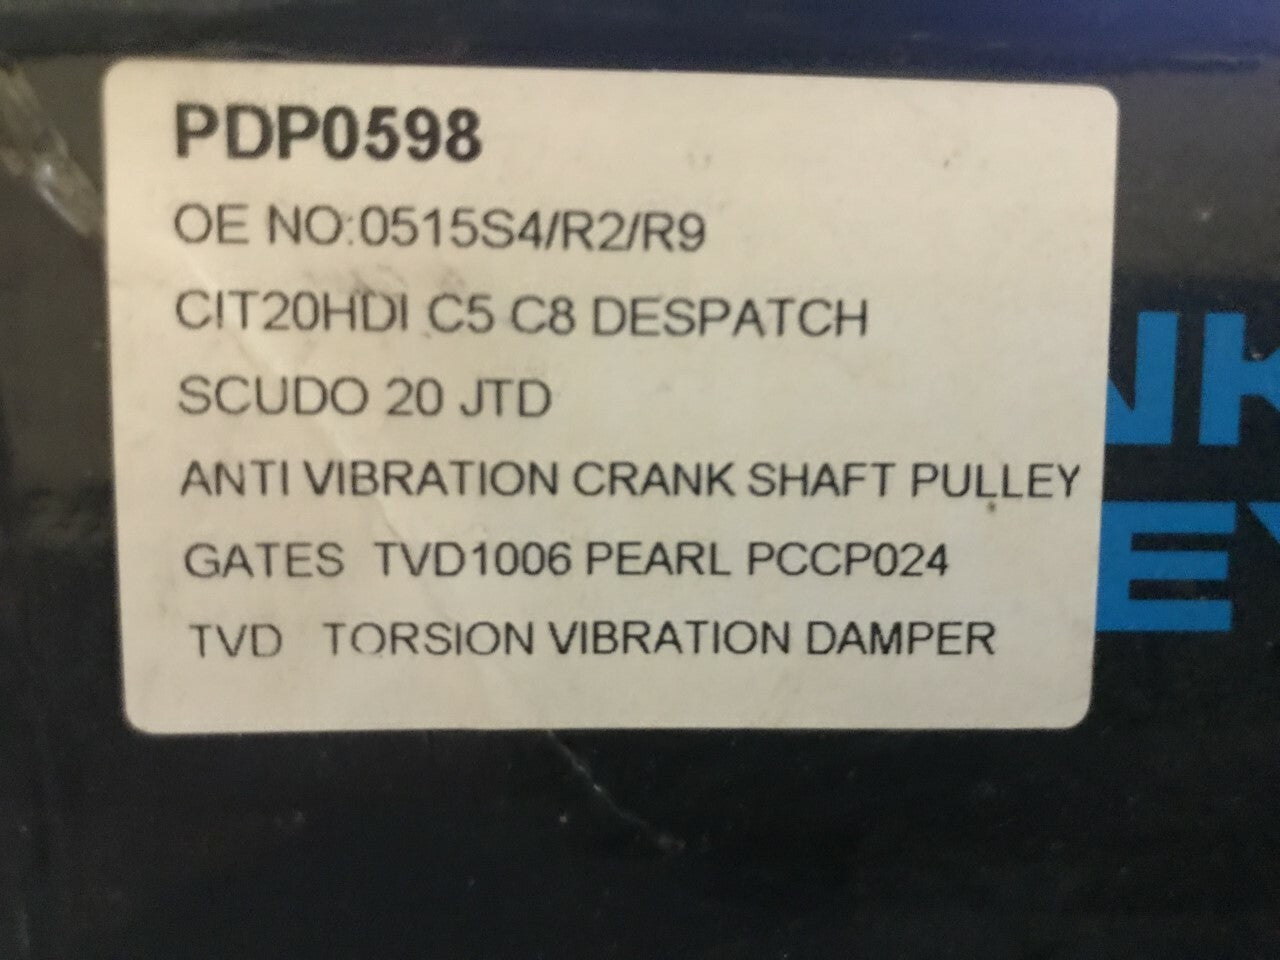 PDP0598
OE NO:0515S4/R2/R9
CIT20HDI C5 C8 DESPATCH
SCUDO 20 JTD
ANTI VIBRATION CRANK SHAFT PULLEY
GATES TVD1006 PEARL PCCP024
TVD TORSION VIBRATION DAMPER